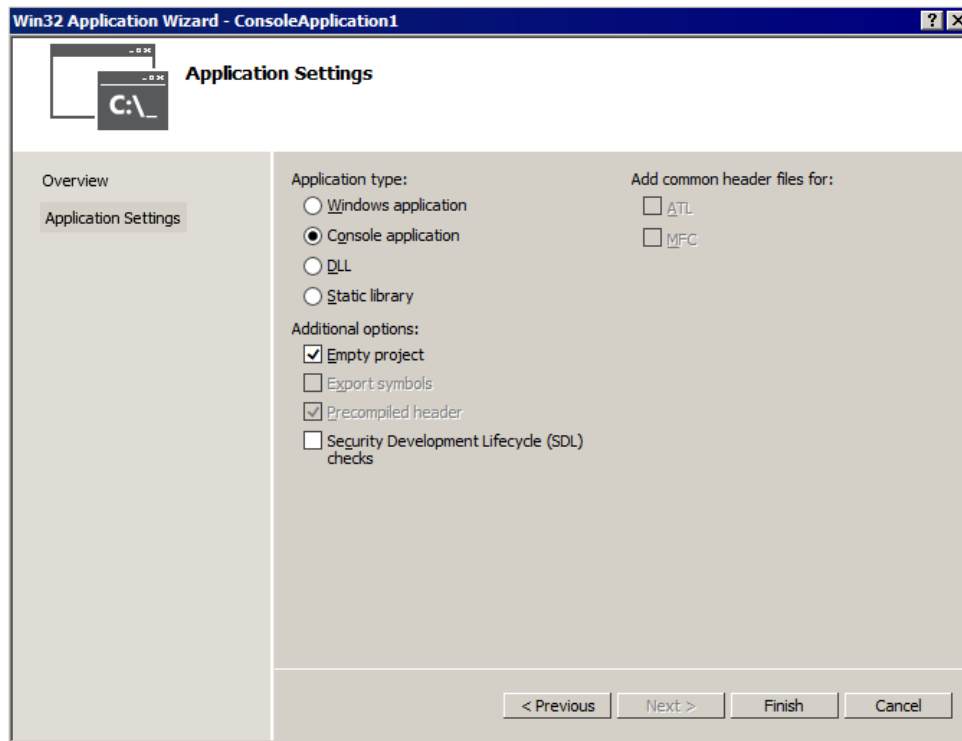 Win32 Application Wizard - ConsoleApplication1
C:\_
Application Settings
Overview
Application Settings
Application type:
Windows application
Console application
DLL
Static library
Additional options:
Empty project
Export symbols
Precompiled header
Security Development Lifecycle (SDL)
checks
Add common header files for:
ATL
MFC
< Previous
Next >
Finish
Cancel